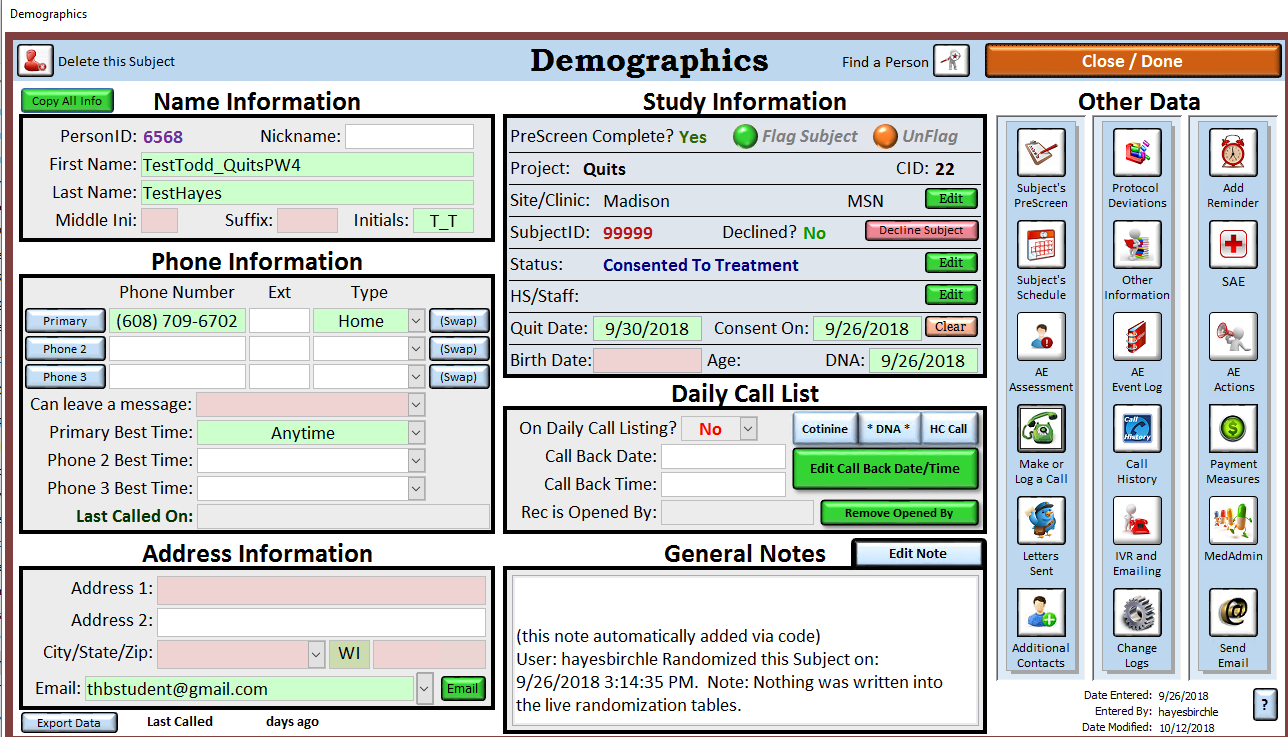 Demographics
Delete this Subject
Demographics
Find a Person
Close / Done
Copy All Info
Name Information
PersonID: 6568 Nickname:
First Name: TestTodd_QuitsPW4
Last Name: TestHayes
Middle Ini: Suffix: Initials: T_T
Phone Information
Phone Number Ext Type
Primary (608) 709-6702 Home (Swap)
Phone 2 (Swap)
Phone 3 (Swap)
Can leave a message:
Primary Best Time: Anytime
Phone 2 Best Time:
Phone 3 Best Time:
Last Called On:
Address Information
Address 1:
Address 2:
City/State/Zip: WI
Email: thbstudent@gmail.com Email
Export Data Last Called days ago
Study Information
PreScreen Complete? Yes Flag Subject UnFlag
Project: Quits CID: 22
Site/Clinic: Madison MSN Edit
SubjectID: 99999 Declined? No Decline Subject
Status: Consented To Treatment Edit
HS/Staff: Edit
Quit Date: 9/30/2018 Consent On: 9/26/2018 Clear
Birth Date: Age: DNA: 9/26/2018
Daily Call List
On Daily Call Listing? No Cotinine * DNA * HC Call
Call Back Date:
Edit Call Back Date/Time
Call Back Time:
Rec is Opened By: Remove Opened By
General Notes Edit Note
(this note automatically added via code)
User: hayesbirchle Randomized this Subject on:
9/26/2018 3:14:35 PM. Note: Nothing was written into
the live randomization tables.
Other Data
Subject's Protocol Add
PreScreen Deviations Reminder
Subject's Other SAE
Schedule Information
AE AE AE
Assessment Event Log Actions
Call
History
Make or Call Payment
Log a Call History Measures
Letters IVR and MedAdmin
Sent Emailing
@
Additional Change Send
Contacts Logs Email
Date Entered: 9/26/2018
Entered By: hayesbirchle
Date Modified: 10/12/2018
?